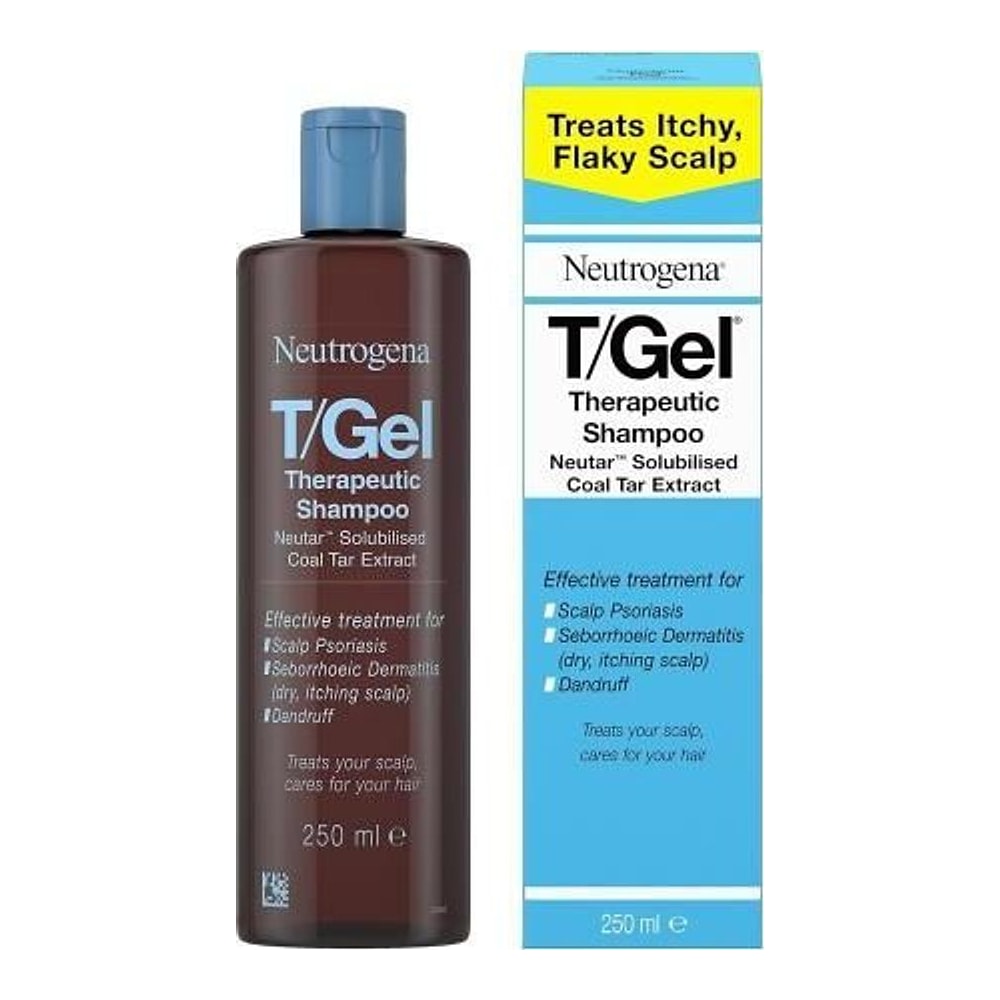 Neutrogena
T/Gel
Therapeutic
Shampoo
Neutar™ Solubilised
Coal Tar Extract
Effective treatment for
Scalp Psoriasis
Seborrhoeic Dermatitis
(dry, itching scalp)
Dandruff
Treats your scalp,
cares for your hair
250 ml ℮
Treats Itchy,
Flaky Scalp
Neutrogena®
T/Gel®
Therapeutic
Shampoo
Neutar™ Solubilised
Coal Tar Extract
Effective treatment for
Scalp Psoriasis
Seborrhoeic Dermatitis
(dry, itching scalp)
Dandruff
Treats your scalp,
cares for your hair
250 ml ℮